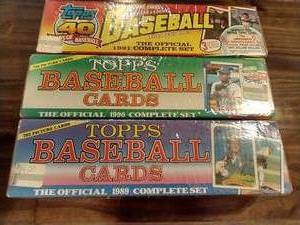 Topps
40
BASEBALL
THE OFFICIAL
1991 COMPLETE SET
TOPPS
BASEBALL
CARDS
THE OFFICIAL 1990 COMPLETE SET
TOPPS
BASEBALL
CARDS
THE OFFICIAL 1989 COMPLETE SET